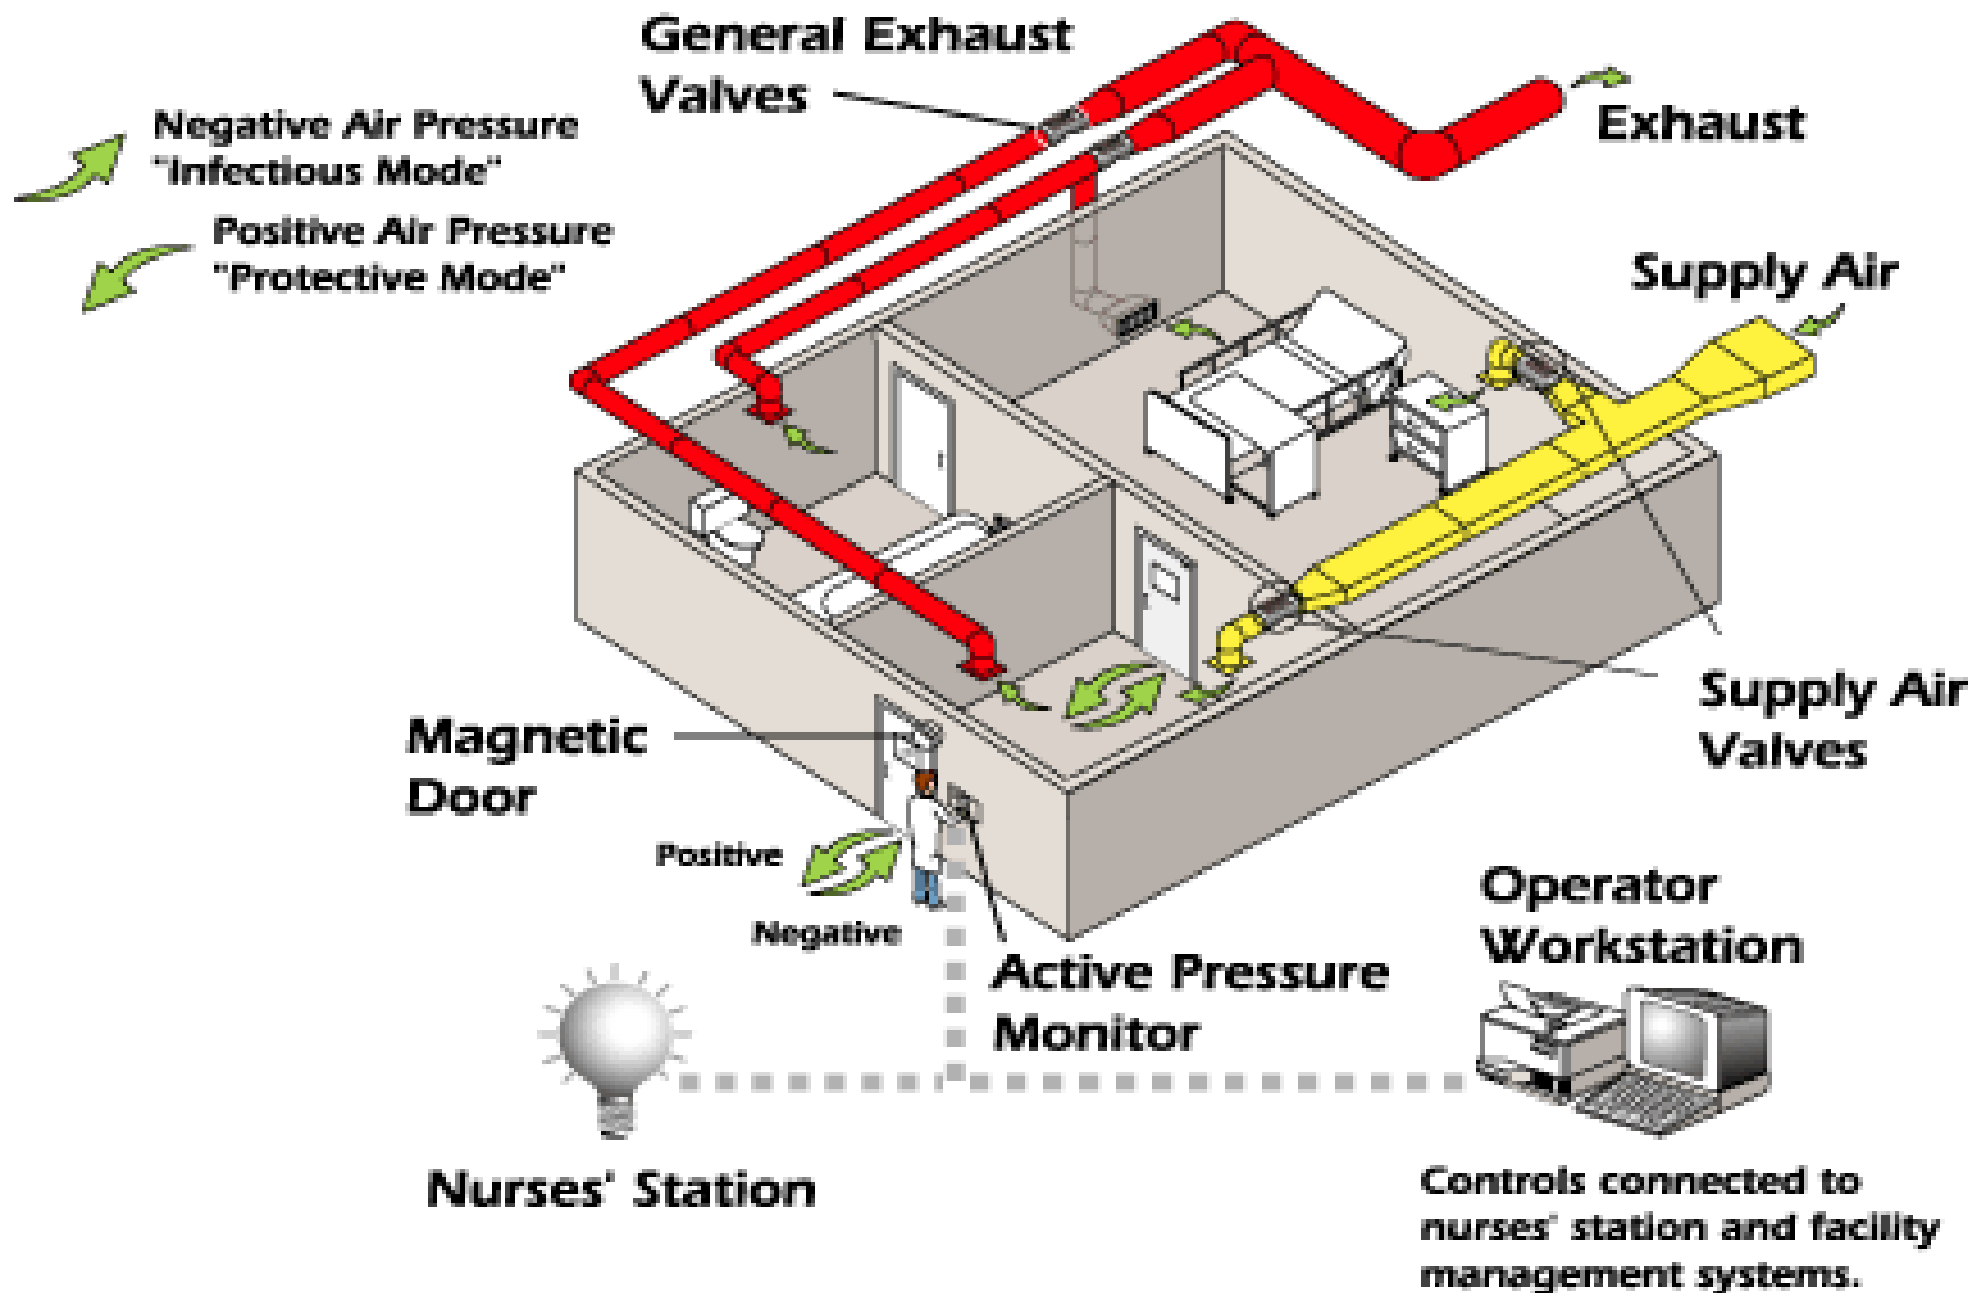 General Exhaust
Valves
Exhaust
Negative Air Pressure
"Infectious Mode"
Positive Air Pressure
"Protective Mode"
Supply Air
Supply Air
Valves
Magnetic
Door
Positive
Negative
Active Pressure
Monitor
Operator
Workstation
Nurses' Station
Controls connected to
nurses' station and facility
management systems.